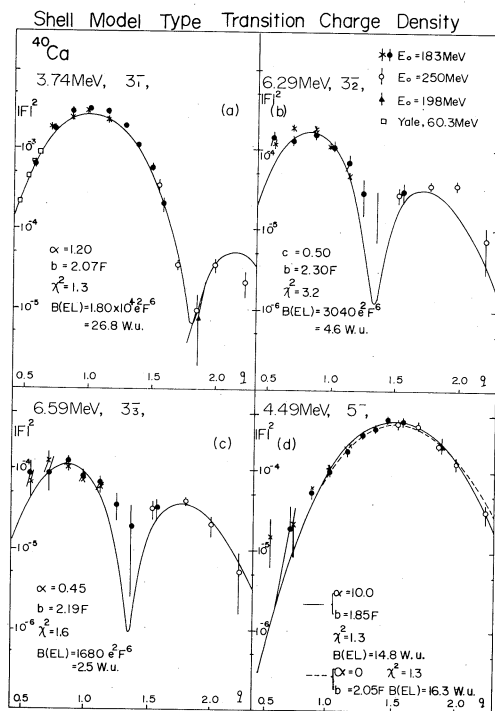 Shell Model Type Transition Charge Density
⁴⁰Ca
3.74MeV, 3₁⁻,
(a)
|F|²
10⁻³
10⁻⁴
10⁻⁵
α=1.20
b=2.07F
χ²=1.3
B(EL)=1.80×10⁴e²F⁶
=26.8 W.u.
1.0
1.5
2.0
q
6.29MeV, 3₂⁻
|F|²
(b)
E₀=183MeV
E₀=250MeV
E₀=198MeV
Yale, 60.3MeV
10⁻⁴
10⁻⁵
10⁻⁶
c = 0.50
b = 2.30F
χ²=3.2
B(EL)=3040e²F⁶
=4.6 W.u.
0.5
1.0
1.5
2.0
q
6.59MeV, 3₃⁻,
|F|²
(c)
10⁻⁴
10⁻⁵
10⁻⁶
α=0.45
b = 2.19F
χ²=1.6
B(EL)=1680 e²F⁶
=2.5 W.u.
0.5
1.0
1.5
2.0
q
4.49MeV, 5⁻,
|F|²
(d)
10⁻⁴
10⁻⁵
10⁻⁶
α=10.0
b=1.85F
χ²=1.3
B(EL)=14.8 W.u.
α=0 χ²=1.3
b=2.05F B(EL)=16.3 W.u.
0.5
1.0
1.5
2.0
q